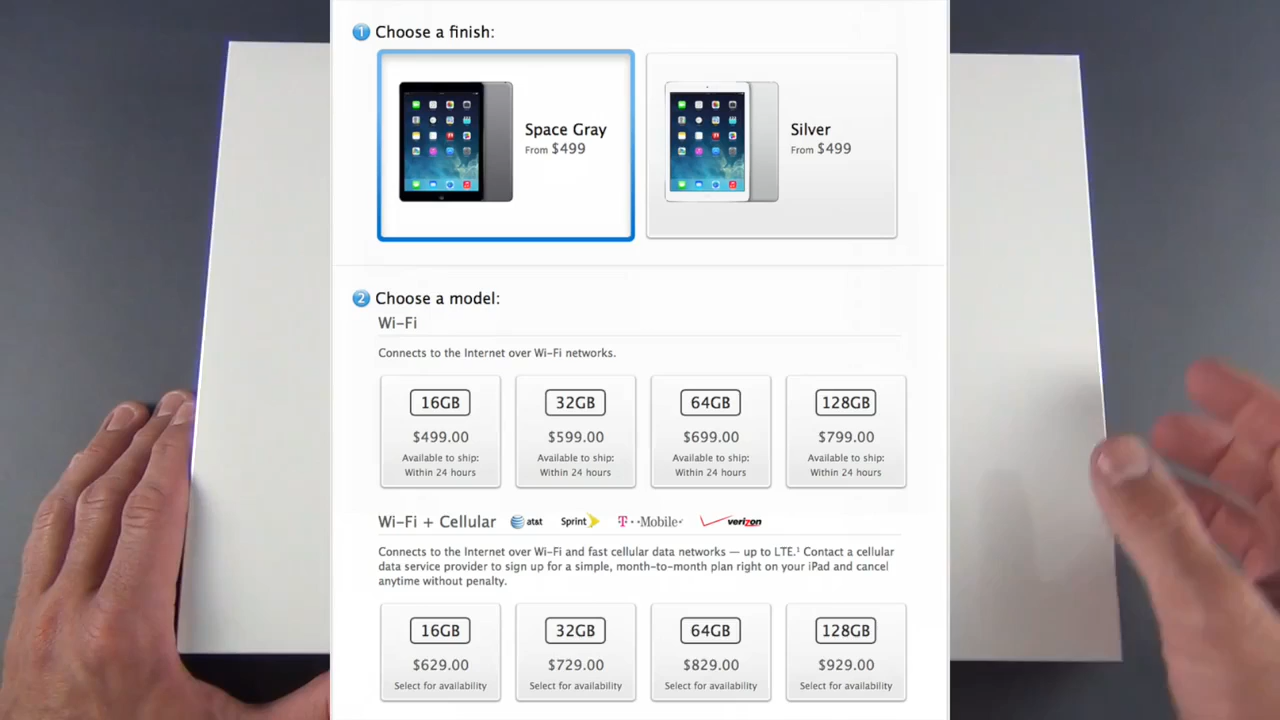 1 Choose a finish:
Space Gray
From $499
Silver
From $499
2 Choose a model:
Wi-Fi
Connects to the Internet over Wi-Fi networks.
16GB
$499.00
Available to ship:
Within 24 hours
32GB
$599.00
Available to ship:
Within 24 hours
64GB
$699.00
Available to ship:
Within 24 hours
128GB
$799.00
Available to ship:
Within 24 hours
Wi-Fi + Cellular at&t Sprint T-Mobile verizon
Connects to the Internet over Wi-Fi and fast cellular data networks — up to LTE.¹ Contact a cellular
data service provider to sign up for a simple, month-to-month plan right on your iPad and cancel
anytime without penalty.
16GB
$629.00
Select for availability
32GB
$729.00
Select for availability
64GB
$829.00
Select for availability
128GB
$929.00
Select for availability